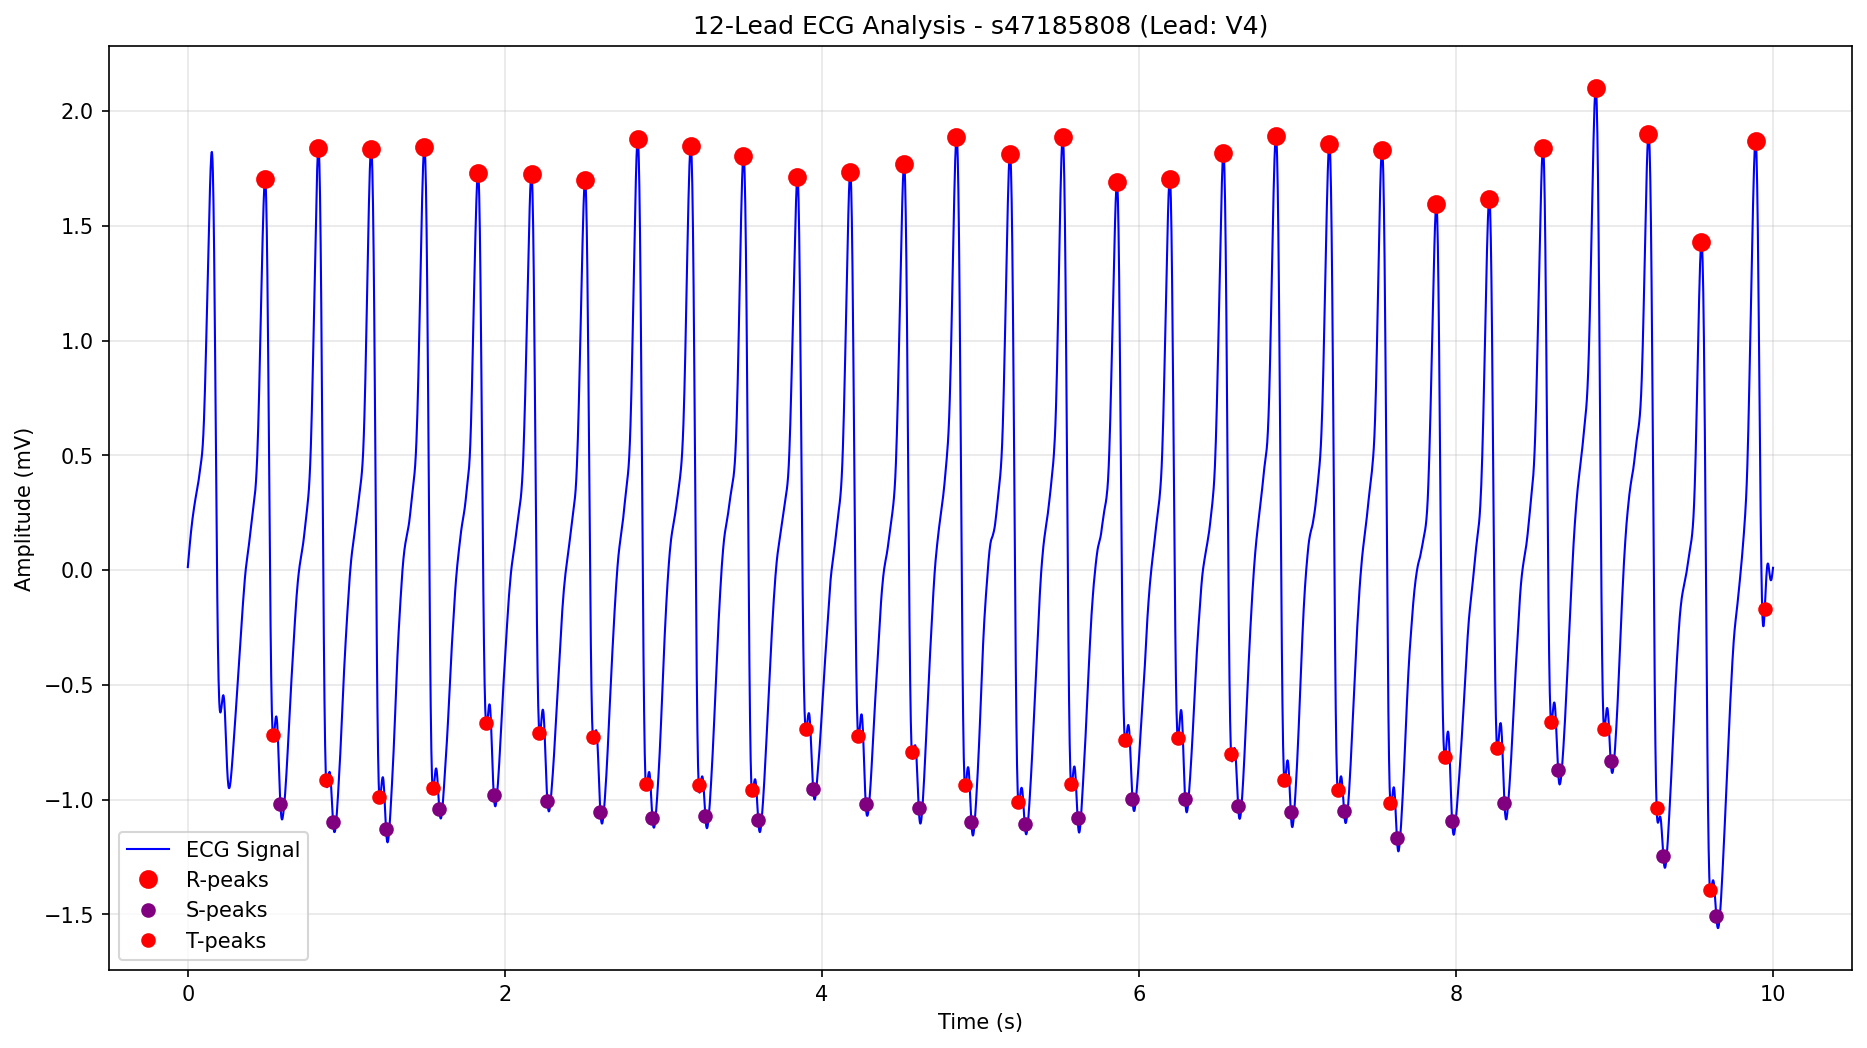 12-Lead ECG Analysis - s47185808 (Lead: V4)
Amplitude (mV)
2.0
1.5
1.0
0.5
0.0
−0.5
−1.0
−1.5
ECG Signal
R-peaks
S-peaks
T-peaks
0 2 4 6 8 10
Time (s)